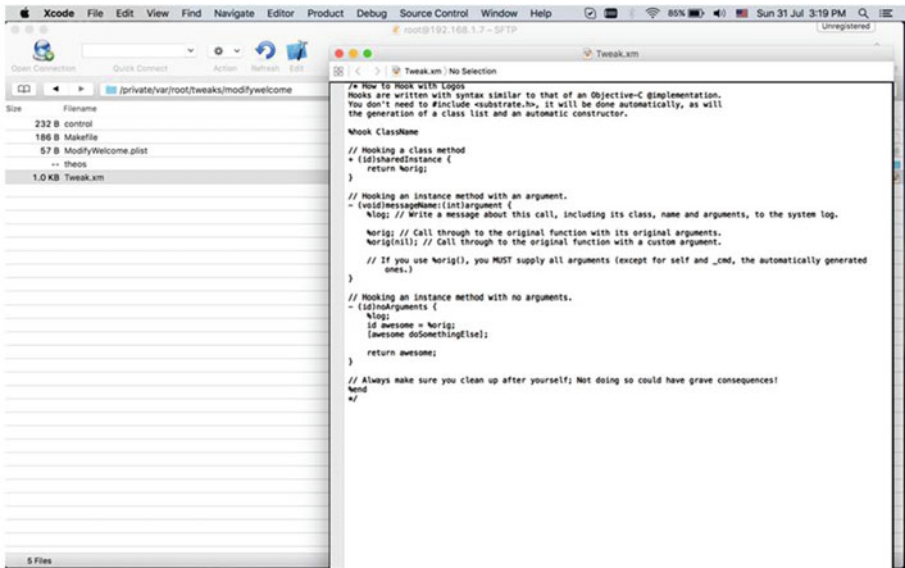 Xcode File Edit View Find Navigate Editor Product Debug Source Control Window Help 85% Sun 31 Jul 3:19 PM
root@192.168.1.7 – SFTP
Unregistered
Open Connection Quick Connect Action Refresh Edit
/private/var/root/tweaks/modifywelcome
Size Filename
232 B control
186 B Makefile
57 B ModifyWelcome.plist
-- theos
1.0 KB Tweak.xm
5 Files
Tweak.xm
Tweak.xm No Selection
/* How to Hook with Logos
Hooks are written with syntax similar to that of an Objective-C @implementation.
You don't need to #include <substrate.h>, it will be done automatically, as will
the generation of a class list and an automatic constructor.
%hook ClassName
// Hooking a class method
+ (id)sharedInstance {
return %orig;
}
// Hooking an instance method with an argument.
- (void)messageName:(int)argument {
%log; // Write a message about this call, including its class, name and arguments, to the system log.
%orig; // Call through to the original function with its original arguments.
%orig(nil); // Call through to the original function with a custom argument.
// If you use %orig(), you MUST supply all arguments (except for self and _cmd, the automatically generated
ones.)
}
// Hooking an instance method with no arguments.
- (id)noArguments {
%log;
id awesome = %orig;
[awesome doSomethingElse];
return awesome;
}
// Always make sure you clean up after yourself; Not doing so could have grave consequences!
%end
*/